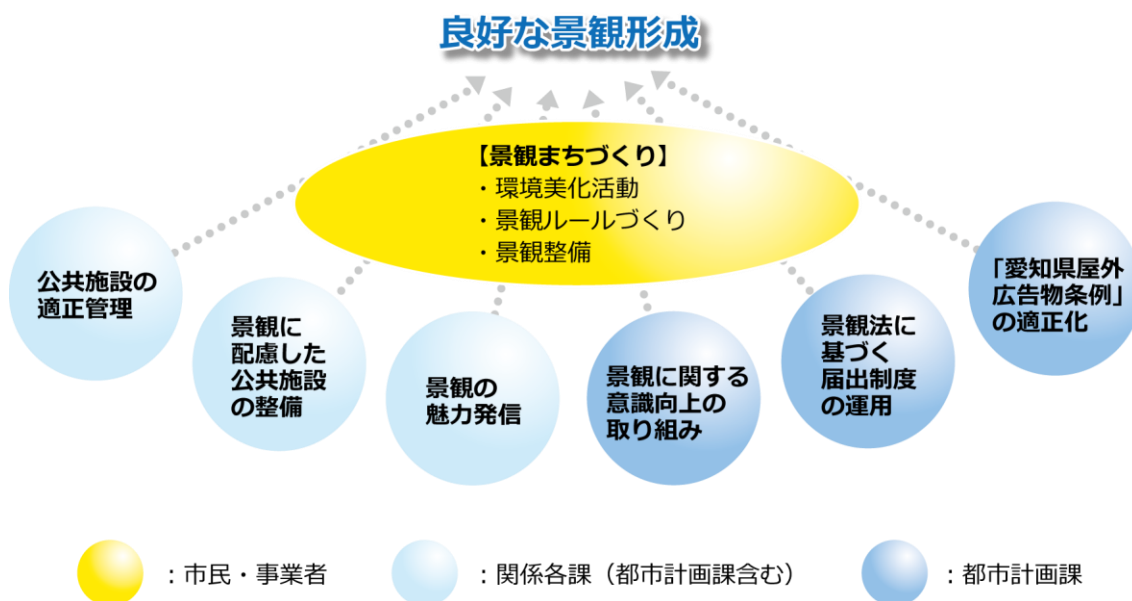 良好な景観形成
【景観まちづくり】
・環境美化活動
・景観ルールづくり
・景観整備
公共施設の
適正管理
景観に
配慮した
公共施設
の整備
景観の
魅力発信
景観に関する
意識向上の
取り組み
景観法に
基づく
届出制度
の運用
「愛知県屋外
広告物条例」
の適正化
：市民・事業者
：関係各課（都市計画課含む）
：都市計画課